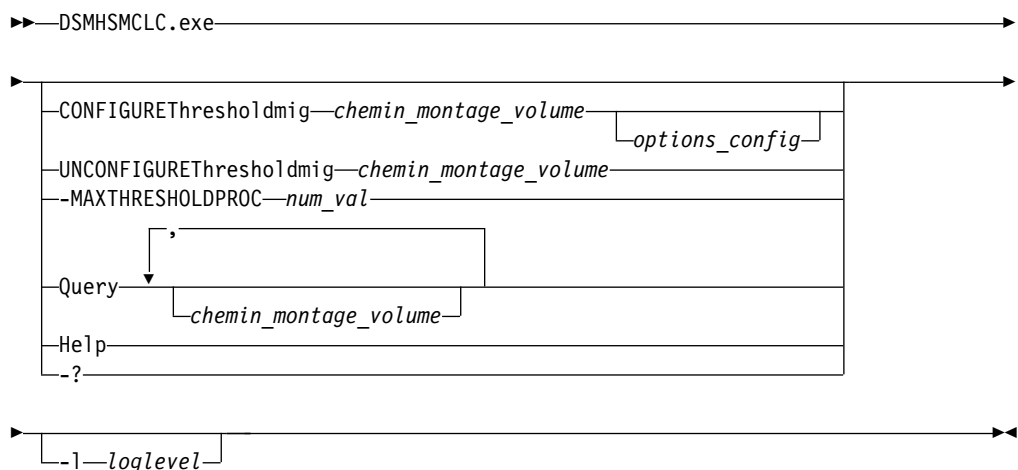 DSMHSMCLC.exe
CONFIGUREThresholdmig chemin_montage_volume
options_config
UNCONFIGUREThresholdmig chemin_montage_volume
-MAXTHRESHOLDPROC num_val
,
Query
chemin_montage_volume
Help
-?
-l loglevel